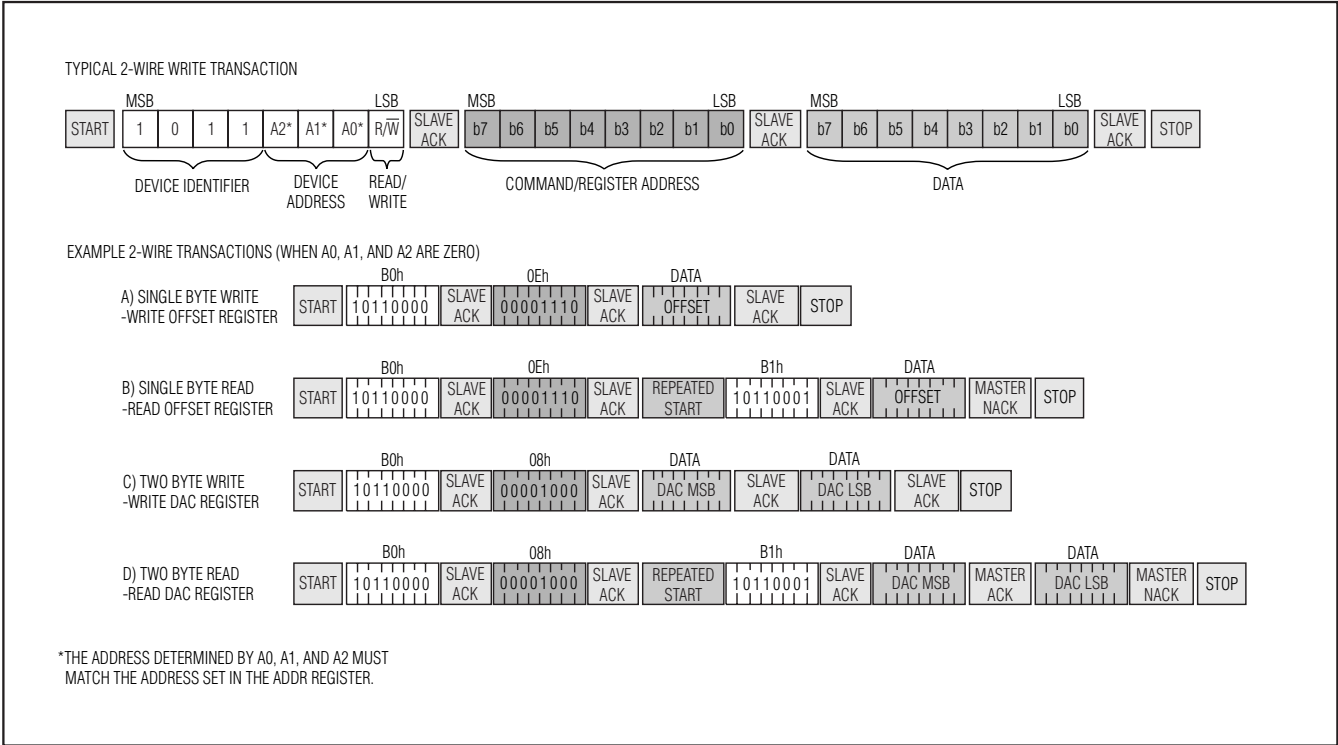 TYPICAL 2-WIRE WRITE TRANSACTION
MSB LSB MSB LSB MSB LSB
START 1 0 1 1 A2* A1* A0* R/W̅ SLAVE ACK b7 b6 b5 b4 b3 b2 b1 b0 SLAVE ACK b7 b6 b5 b4 b3 b2 b1 b0 SLAVE ACK STOP
DEVICE IDENTIFIER DEVICE ADDRESS READ/WRITE COMMAND/REGISTER ADDRESS DATA
EXAMPLE 2-WIRE TRANSACTIONS (WHEN A0, A1, AND A2 ARE ZERO)
B0h 0Eh DATA
A) SINGLE BYTE WRITE
-WRITE OFFSET REGISTER
START 10110000 SLAVE ACK 00001110 SLAVE ACK OFFSET SLAVE ACK STOP
B0h 0Eh B1h DATA
B) SINGLE BYTE READ
-READ OFFSET REGISTER
START 10110000 SLAVE ACK 00001110 SLAVE ACK REPEATED START 10110001 SLAVE ACK OFFSET MASTER NACK STOP
B0h 08h DATA DATA
C) TWO BYTE WRITE
-WRITE DAC REGISTER
START 10110000 SLAVE ACK 00001000 SLAVE ACK DAC MSB SLAVE ACK DAC LSB SLAVE ACK STOP
B0h 08h B1h DATA DATA
D) TWO BYTE READ
-READ DAC REGISTER
START 10110000 SLAVE ACK 00001000 SLAVE ACK REPEATED START 10110001 SLAVE ACK DAC MSB MASTER ACK DAC LSB MASTER NACK STOP
*THE ADDRESS DETERMINED BY A0, A1, AND A2 MUST
MATCH THE ADDRESS SET IN THE ADDR REGISTER.